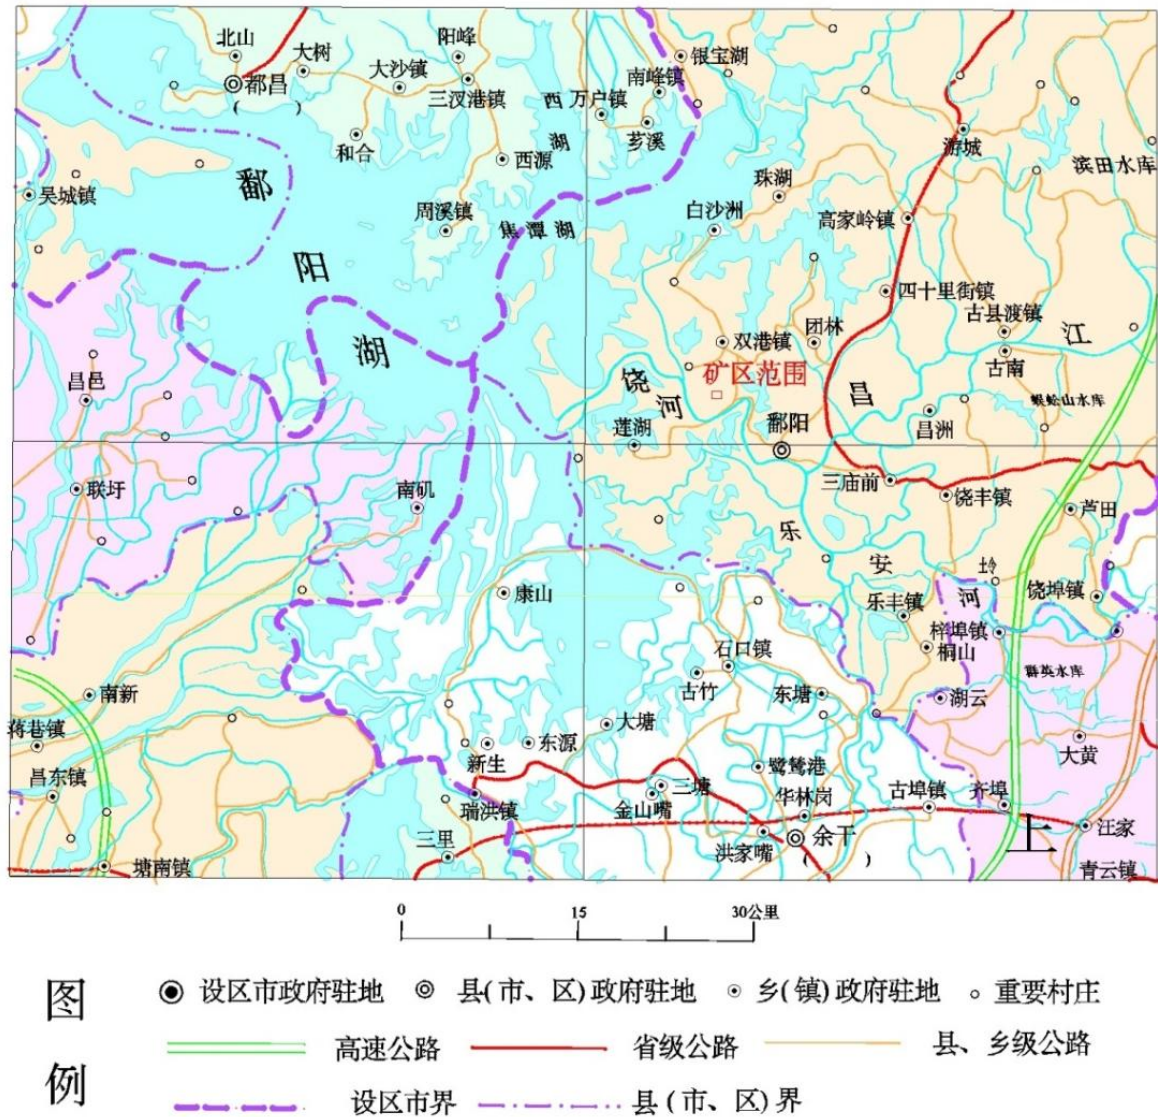 北山
大树
阳峰
大沙镇
都昌
( )
三汊港镇
和合
西源
西湖
万户镇
南峰镇
芗溪
银宝湖
游城
滨田水库
吴城镇
周溪镇
焦潭湖
珠湖
白沙洲
高家岭镇
鄱阳湖
四十里街镇
古县渡镇
古南
江
双港镇
团林
矿区范围
饶河
昌
昌邑
莲湖
鄱阳
昌洲
蜈蚣山水库
联圩
南矶
三庙前
饶丰镇
芦田
乐安河
康山
乐丰镇
饶埠镇
梓埠镇
桐山
石口镇
古竹
东塘
湖云
群英水库
南新
蒋巷镇
昌东镇
大塘
东源
新生
大黄
鹭鸶港
瑞洪镇
三塘
金山嘴
华林岗
古埠镇
齐埠
汪家
三里
洪家嘴
余干
( )
上
塘南镇
青云镇
0 15 30公里
图例
设区市政府驻地 县(市、区)政府驻地 乡(镇)政府驻地 重要村庄
高速公路 省级公路 县、乡级公路
设区市界 县(市、区)界